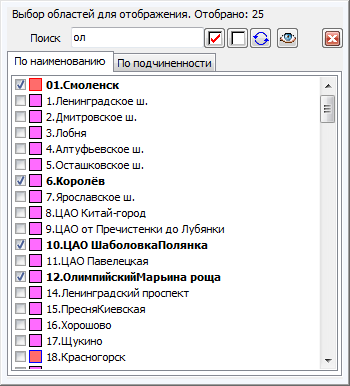 Выбор областей для отображения. Отобрано: 25
Поиск ол
По наименованию По подчиненности
01.Смоленск
1.Ленинградское ш.
2.Дмитровское ш.
3.Лобня
4.Алтуфьевское ш.
5.Осташковское ш.
6.Королёв
7.Ярославское ш.
8.ЦАО Китай-город
9.ЦАО от Пречистенки до Лубянки
10.ЦАО ШаболовкаПолянка
11.ЦАО Павелецкая
12.ОлимпийскийМарьина роща
14.Ленинградский проспект
15.ПресняКиевская
16.Хорошово
17.Щукино
18.Красногорск